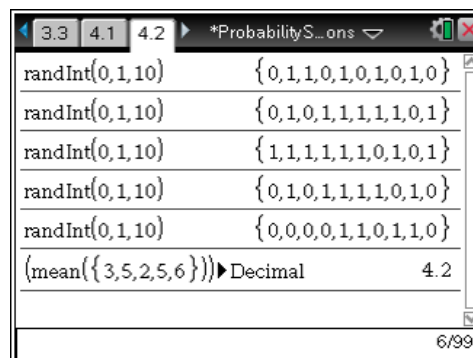 3.3 4.1 4.2 *ProbabilityS...ons
randInt(0,1,10) {0,1,1,0,1,0,1,0,1,0}
randInt(0,1,10) {0,1,0,1,1,1,1,1,0,1}
randInt(0,1,10) {1,1,1,1,1,1,0,1,0,1}
randInt(0,1,10) {0,1,0,1,1,1,1,0,1,0}
randInt(0,1,10) {0,0,0,0,1,1,0,1,1,0}
(mean({3,5,2,5,6}))▶Decimal 4.2
6/99